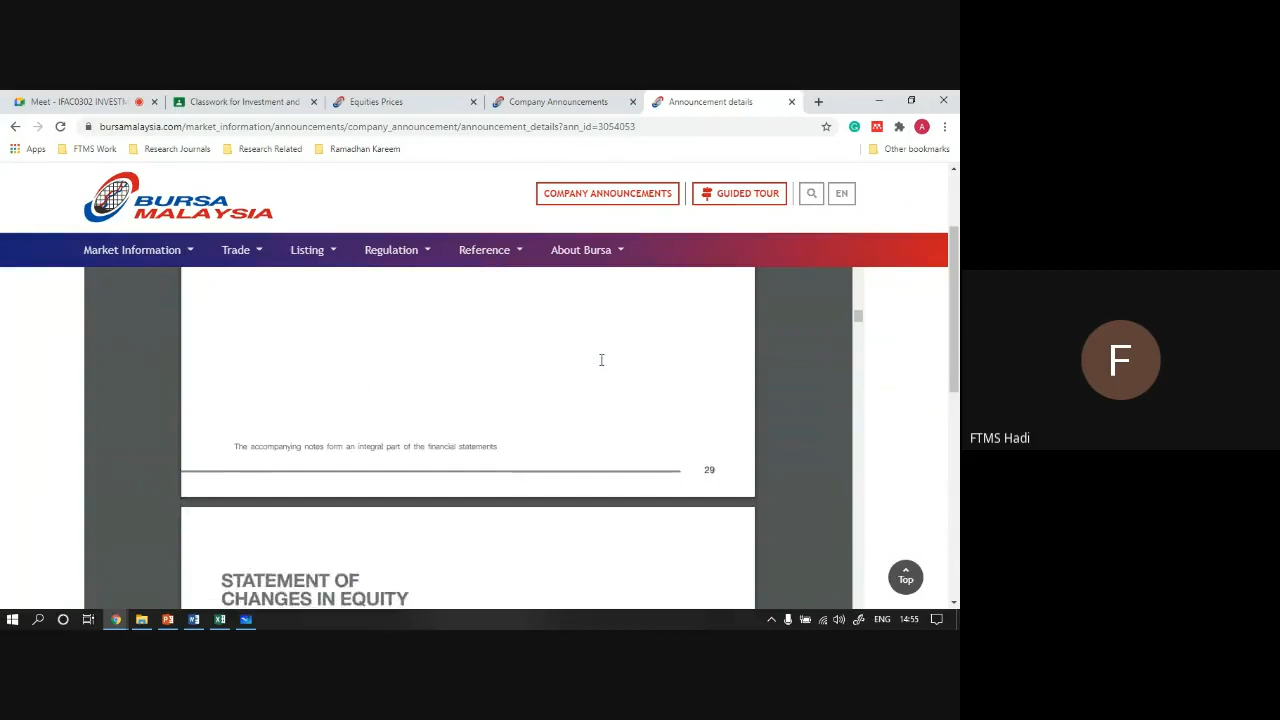 Meet - IFAC0302 INVESTM
Classwork for Investment and
Equities Prices
Company Announcements
Announcement details
bursamalaysia.com/market_information/announcements/company_announcement/announcement_details?ann_id=3054053
A
Apps
FTMS Work
Research Journals
Research Related
Ramadhan Kareem
Other bookmarks
BURSA
MALAYSIA
COMPANY ANNOUNCEMENTS
GUIDED TOUR
EN
Market Information
Trade
Listing
Regulation
Reference
About Bursa
The accompanying notes form an integral part of the financial statements
29
STATEMENT OF
CHANGES IN EQUITY
Top
ENG
14:55
F
FTMS Hadi